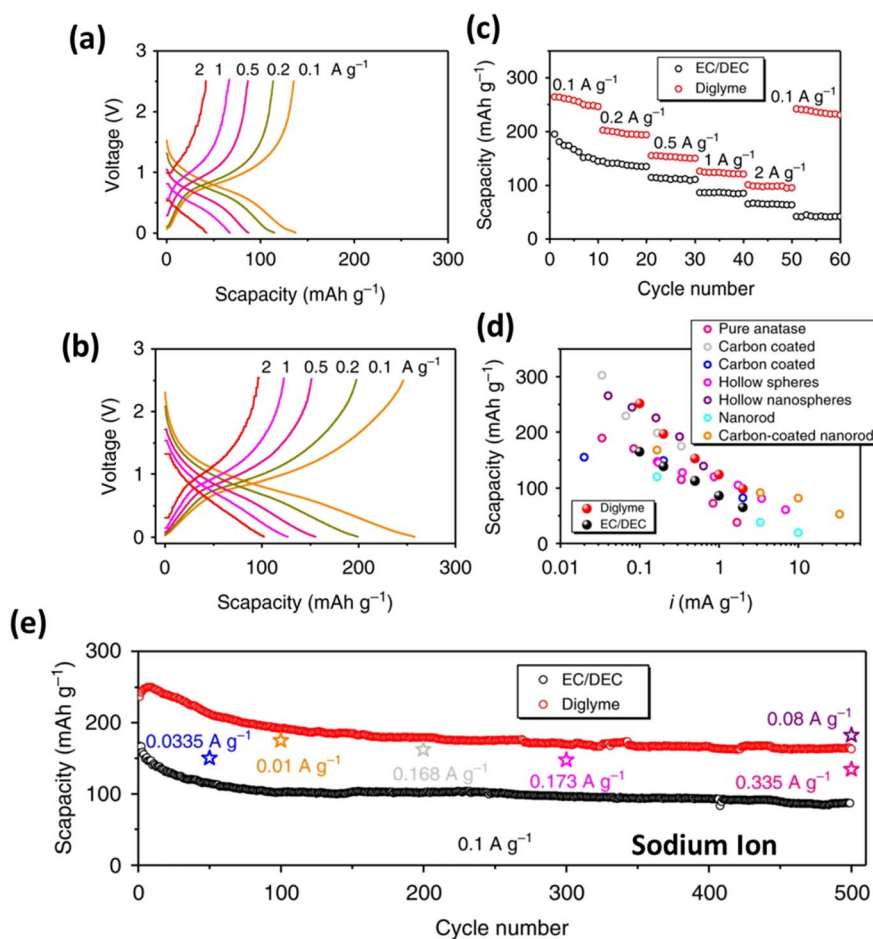 (a)
3
2
1
0
Voltage (V)
2 1 0.5 0.2 0.1 A g⁻¹
0 100 200 300
Scapacity (mAh g⁻¹)
(b)
3
2
1
0
Voltage (V)
2 1 0.5 0.2 0.1 A g⁻¹
0 100 200 300
Scapacity (mAh g⁻¹)
(c)
300
200
100
0
Scapacity (mAh g⁻¹)
EC/DEC
Diglyme
0.1 A g⁻¹
0.2 A g⁻¹
0.5 A g⁻¹
1 A g⁻¹
2 A g⁻¹
0.1 A g⁻¹
0 10 20 30 40 50 60
Cycle number
(d)
Pure anatase
Carbon coated
Carbon coated
Hollow spheres
Hollow nanospheres
Nanorod
Carbon-coated nanorod
300
200
100
0
Scapacity (mAh g⁻¹)
Diglyme
EC/DEC
0.01 0.1 1 10
i (mA g⁻¹)
(e)
300
200
100
0
Scapacity (mAh g⁻¹)
EC/DEC
Diglyme
0.0335 A g⁻¹
0.01 A g⁻¹
0.168 A g⁻¹
0.173 A g⁻¹
0.08 A g⁻¹
0.335 A g⁻¹
0.1 A g⁻¹
Sodium Ion
0 100 200 300 400 500
Cycle number